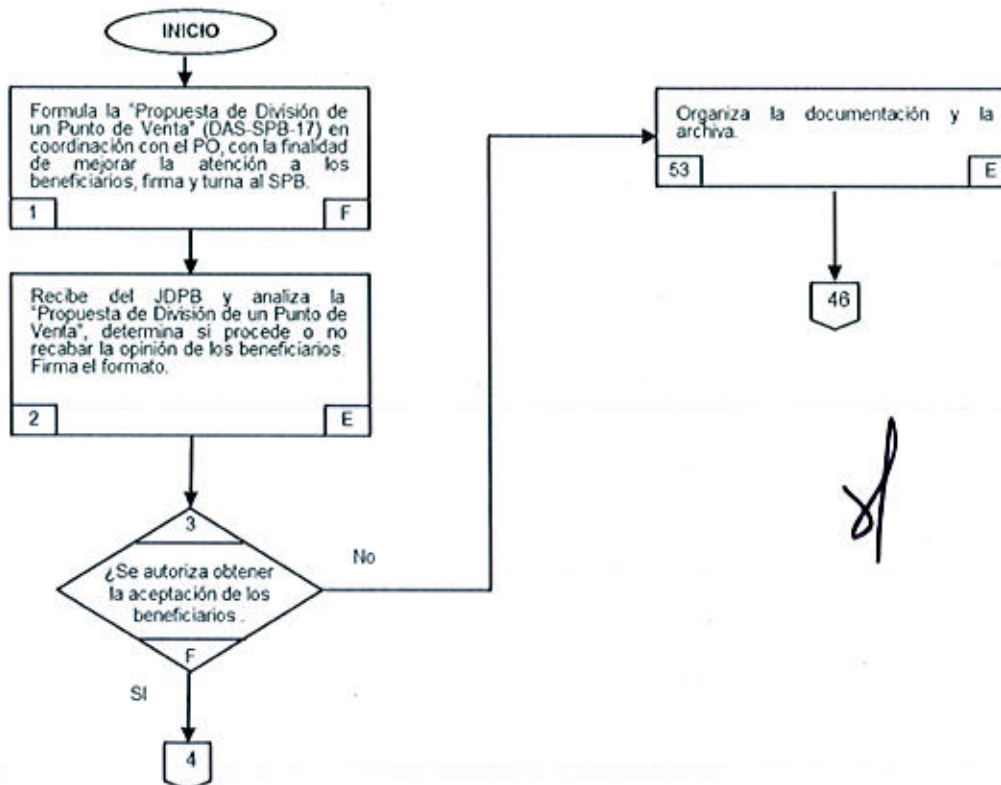 INICIO
Formula la "Propuesta de División de
un Punto de Venta" (DAS-SPB-17) en
coordinación con el PO, con la finalidad
de mejorar la atención a los
beneficiarios, firma y turna al SPB.
1
F
Recibe del JDPB y analiza la
"Propuesta de División de un Punto de
Venta", determina si procede o no
recabar la opinión de los beneficiarios.
Firma el formato.
2
E
3
¿Se autoriza obtener
la aceptación de los
beneficiarios .
F
No
SI
4
Organiza la documentación y la
archiva.
53
E
46